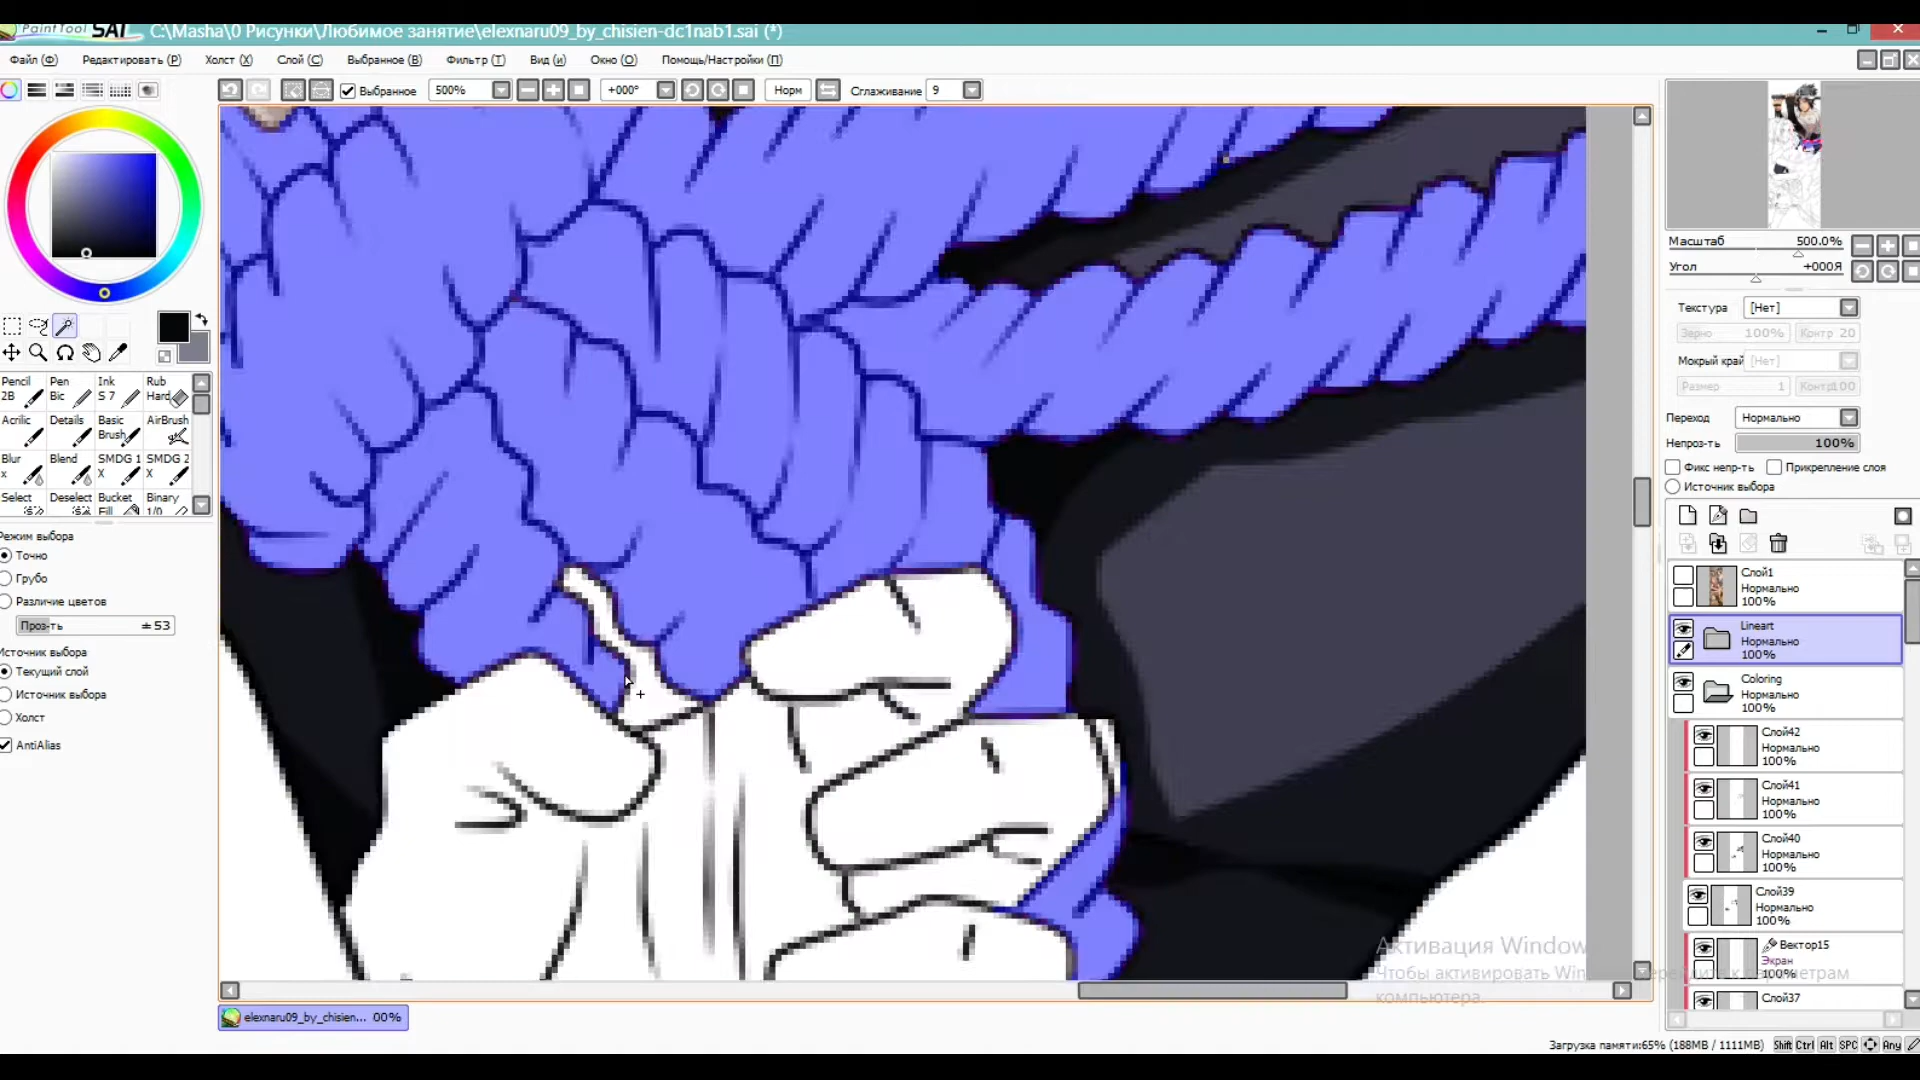 PaintTool SAI C:\Masha\0 Рисунки\Любимое занятие\elexnaru09_by_chisien-dc1nab1.sai (*)
Файл (Ф) Редактировать (Р) Холст (X) Слой (C) Выбранное (B) Фильтр (T) Вид (и) Окно (O) Помощь/Настройки (П)
Выбранное 500% +000° Норм Сглаживание 9
Масштаб 500.0%
Угол +000Я
Текстура [Нет]
Зерно 100% Контр 20
Мокрый край [Нет]
Размер 1 Контр100
Переход Нормально
Непроз-ть 100%
Фикс непр-ть Прикрепление слоя
Источник выбора
Pencil 2B Pen Bic Ink S 7 Rub Hard
Acrilic Details Basic Brush AirBrush
Blur x Blend SMDG 1 X SMDG 2 X
Select Deselect Bucket Fill Binary 1/0
Режим выбора
Точно
Грубо
Различие цветов
Проз-ть ±53
Источник выбора
Текущий слой
Источник выбора
Холст
AntiAlias
Слой1
Нормально
100%
Lineart
Нормально
100%
Coloring
Нормально
100%
Слой42
Нормально
100%
Слой41
Нормально
100%
Слой40
Нормально
100%
Слой39
Нормально
100%
Вектор15
Экран
100%
Слой37
Активация Window
Чтобы активировать Win перейдите к параметрам
компьютера.
elexnaru09_by_chisien... 00%
Загрузка памяти:65% (188MB / 1111MB) Shift Ctrl Alt SPC Any